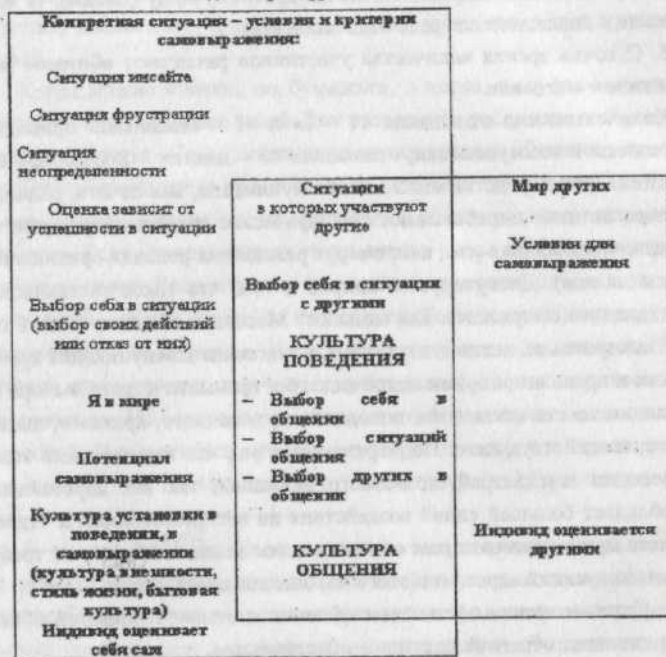 Конкретная ситуация – условия и критерии
самовыражения:
Ситуация инсайта
Ситуация фрустрации
Ситуация
неопределенности
Оценка зависимости
успешности в ситуации
Выбор себя в ситуации
(выбор своих действий
или отказ от них)
Я в мире
Потенциал
самовыражения
Культура установки в
поведении, в
самовыражении
(культура внешности,
стиль жизни, бытовая
культура)
Индивид оценивает
себя сам
Ситуации
в которых участвуют
другие
Выбор себя в ситуации
с другими
КУЛЬТУРА
ПОВЕДЕНИЯ
– Выбор себя в
общении
– Выбор ситуаций
общения
– Выбор других в
общении
КУЛЬТУРА
ОБЩЕНИЯ
Мир других
Условия для
самовыражения
Индивид оценивается
другими